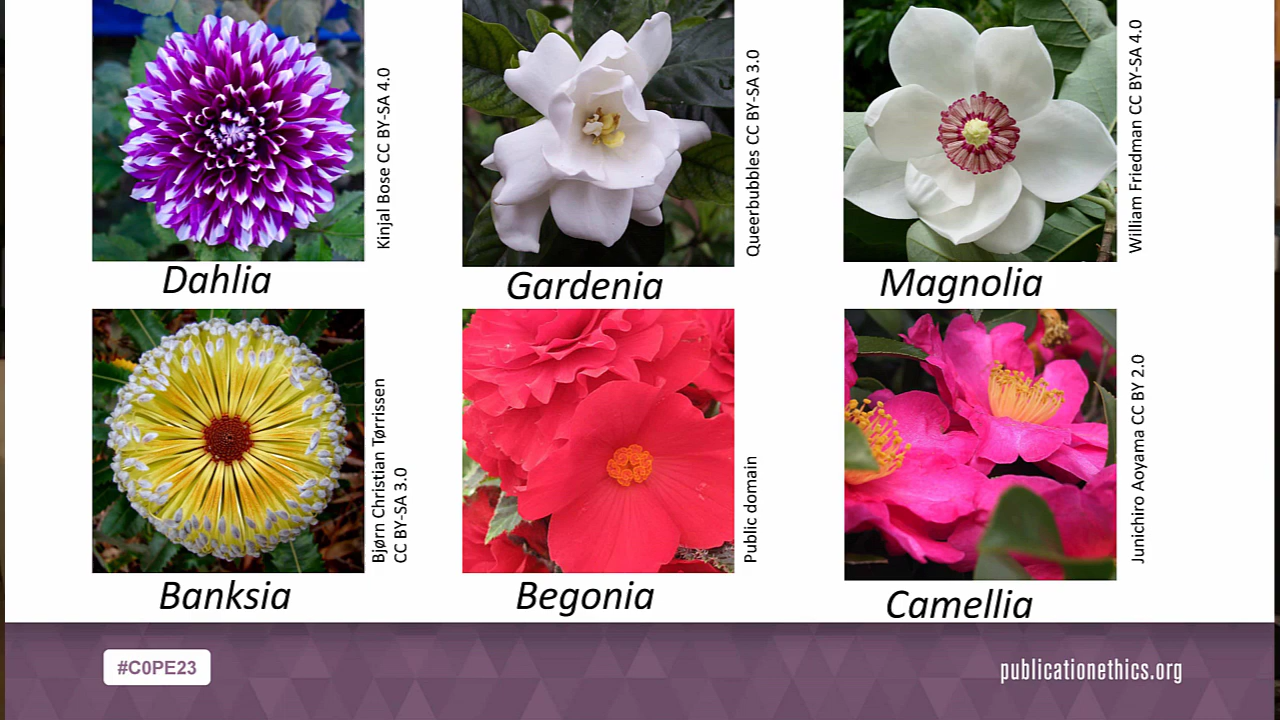 Kinjal Bose CC BY-SA 4.0
Queerbubbles CC BY-SA 3.0
William Friedman CC BY-SA 4.0
Dahlia
Gardenia
Magnolia
Bjørn Christian Tørrissen
CC BY-SA 3.0
Public domain
Junichiro Aoyama CC BY 2.0
Banksia
Begonia
Camellia
#C0PE23
publicationethics.org